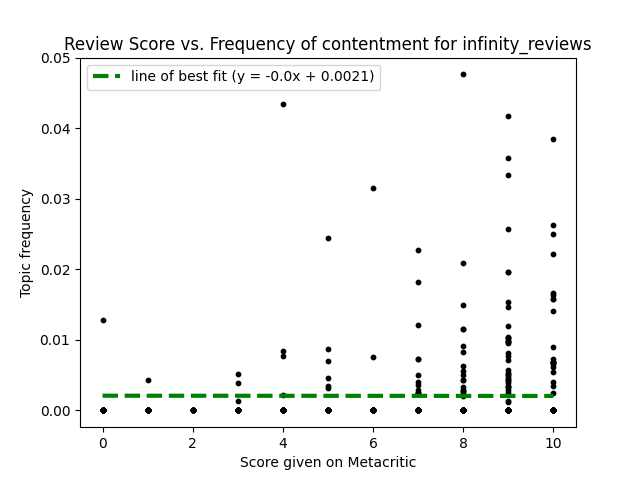 Review Score vs. Frequency of contentment for infinity_reviews
line of best fit (y = -0.0x + 0.0021)
0.05
0.04
0.03
0.02
0.01
0.00
Topic frequency
0 2 4 6 8 10
Score given on Metacritic